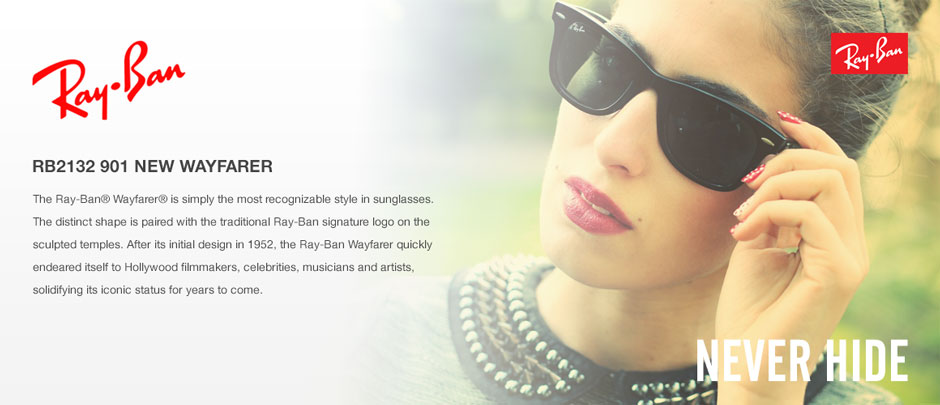 Ray-Ban
RB2132 901 NEW WAYFARER
The Ray-Ban® Wayfarer® is simply the most recognizable style in sunglasses.
The distinct shape is paired with the traditional Ray-Ban signature logo on the
sculpted temples. After its initial design in 1952, the Ray-Ban Wayfarer quickly
endeared itself to Hollywood filmmakers, celebrities, musicians and artists,
solidifying its iconic status for years to come.
Ray-Ban
Ray-Ban
NEVER HIDE